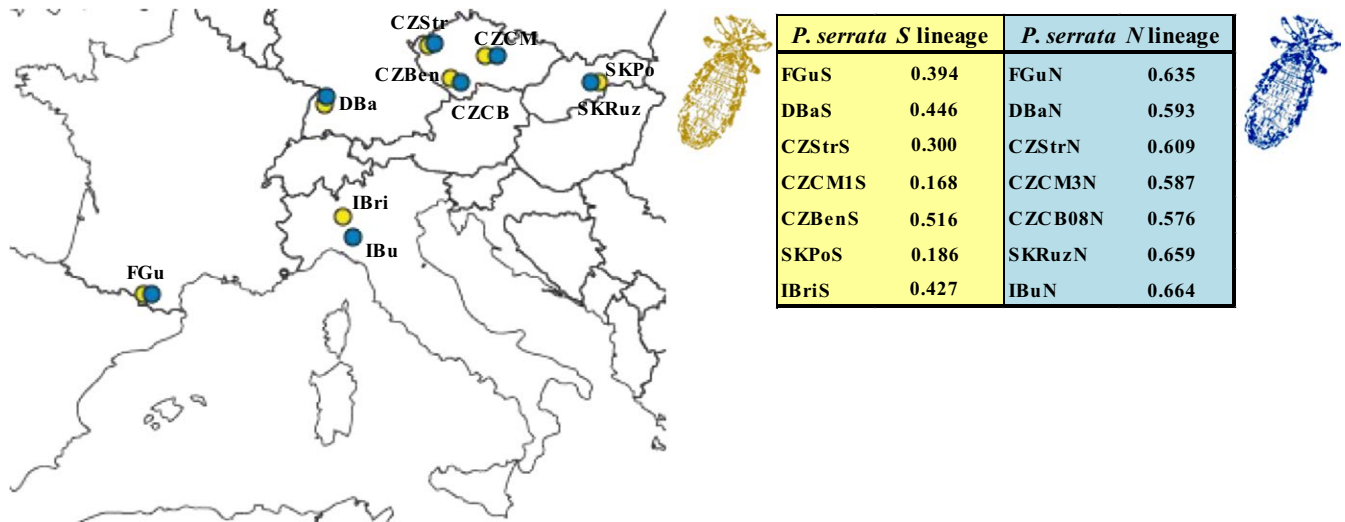 CZStr
CZCM
CZBen
SKPo
DBa
CZCB
SKRuz
IBri
IBu
FGu
P. serrata S lineage P. serrata N lineage
FGuS 0.394 FGuN 0.635
DBaS 0.446 DBaN 0.593
CZStrS 0.300 CZStrN 0.609
CZCM1S 0.168 CZCM3N 0.587
CZBenS 0.516 CZCB08N 0.576
SKPoS 0.186 SKRuzN 0.659
IBriS 0.427 IBuN 0.664